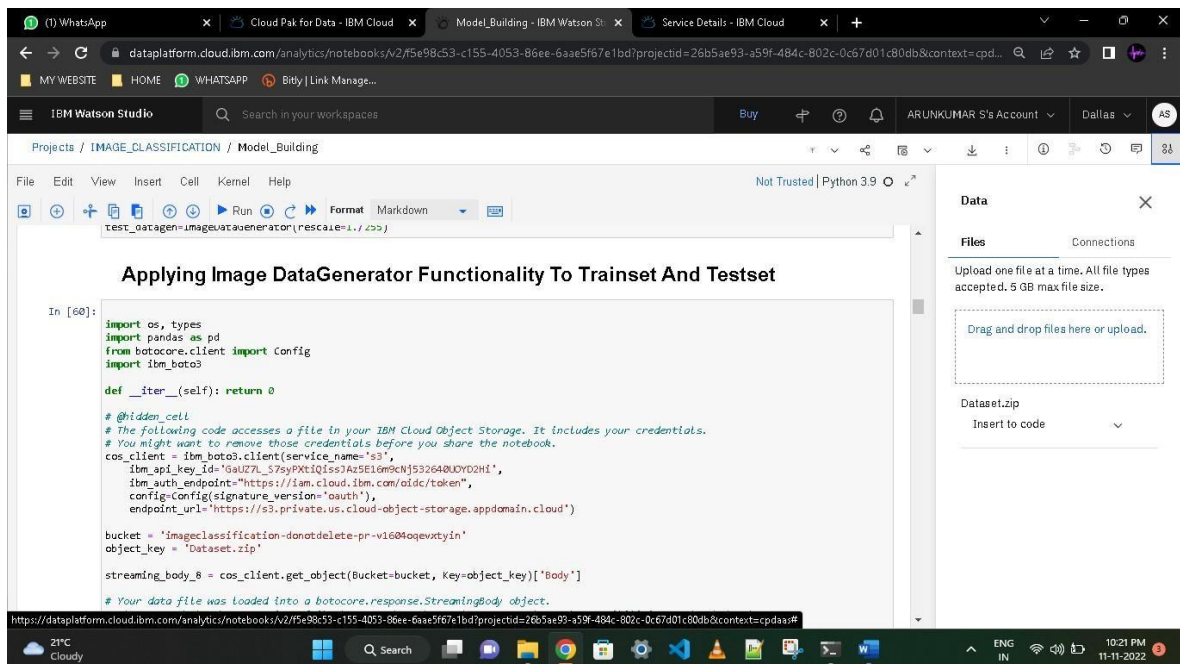 (1) WhatsApp
Cloud Pak for Data - IBM Cloud
Model_Building - IBM Watson Stu
Service Details - IBM Cloud
dataplatform.cloud.ibm.com/analytics/notebooks/v2/f5e98c53-c155-4053-86ee-6aae5f67e1bd?projectid=26b5ae93-a59f-484c-802c-0c67d01c80db&context=cpd...
MY WEBSITE HOME WHATSAPP Bitly | Link Manage...
IBM Watson Studio
Search in your workspaces
Buy
ARUNKUMAR S's Account
Dallas
AS
Projects / IMAGE_CLASSIFICATION / Model_Building
File Edit View Insert Cell Kernel Help
Not Trusted | Python 3.9
Run Format Markdown
test_datagen=ImageDataGenerator(rescale=1./255)
Applying Image DataGenerator Functionality To Trainset And Testset
In [60]:
import os, types
import pandas as pd
from botocore.client import Config
import ibm_boto3
def __iter__(self): return 0
# @hidden_cell
# The following code accesses a file in your IBM Cloud Object Storage. It includes your credentials.
# You might want to remove those credentials before you share the notebook.
cos_client = ibm_boto3.client(service_name='s3',
ibm_api_key_id='GaUZ7L_S7syPXtiQissJAz5E16m9cNj532640UOYD2Hi',
ibm_auth_endpoint="https://iam.cloud.ibm.com/oidc/token",
config=Config(signature_version='oauth'),
endpoint_url='https://s3.private.us.cloud-object-storage.appdomain.cloud')
bucket = 'imageclassification-donotdelete-pr-v1604oqevxtyin'
object_key = 'Dataset.zip'
streaming_body_8 = cos_client.get_object(Bucket=bucket, Key=object_key)['Body']
# Your data file was loaded into a botocore.response.StreamingBody object.
Data
Files Connections
Upload one file at a time. All file types
accepted. 5 GB max file size.
Drag and drop files here or upload.
Dataset.zip
Insert to code
https://dataplatform.cloud.ibm.com/analytics/notebooks/v2/f5e98c53-c155-4053-86ee-6aae5f67e1bd?projectid=26b5ae93-a59f-484c-802c-0c67d01c80db&context=cpdaas#
21°C
Cloudy
Search
ENG
IN
10:21 PM
11-11-2022
3